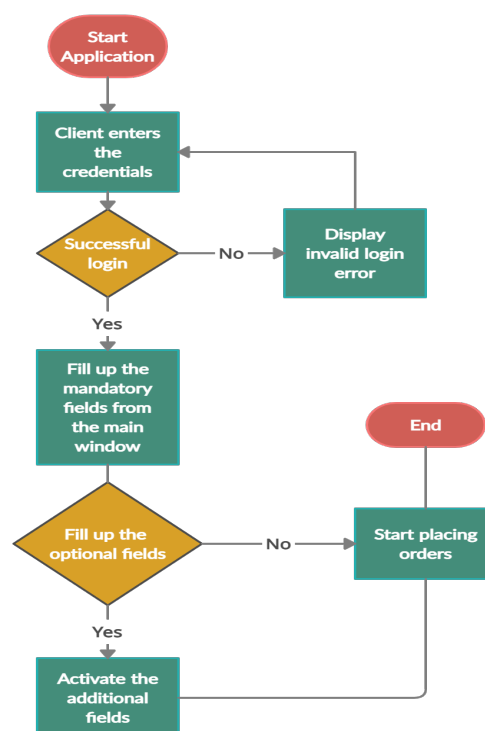 Start
Application
Client enters
the
credentials
Successful
login
No
Display
invalid login
error
Yes
Fill up the
mandatory
fields from
the main
window
End
Fill up the
optional fields
No
Start placing
orders
Yes
Activate the
additional
fields